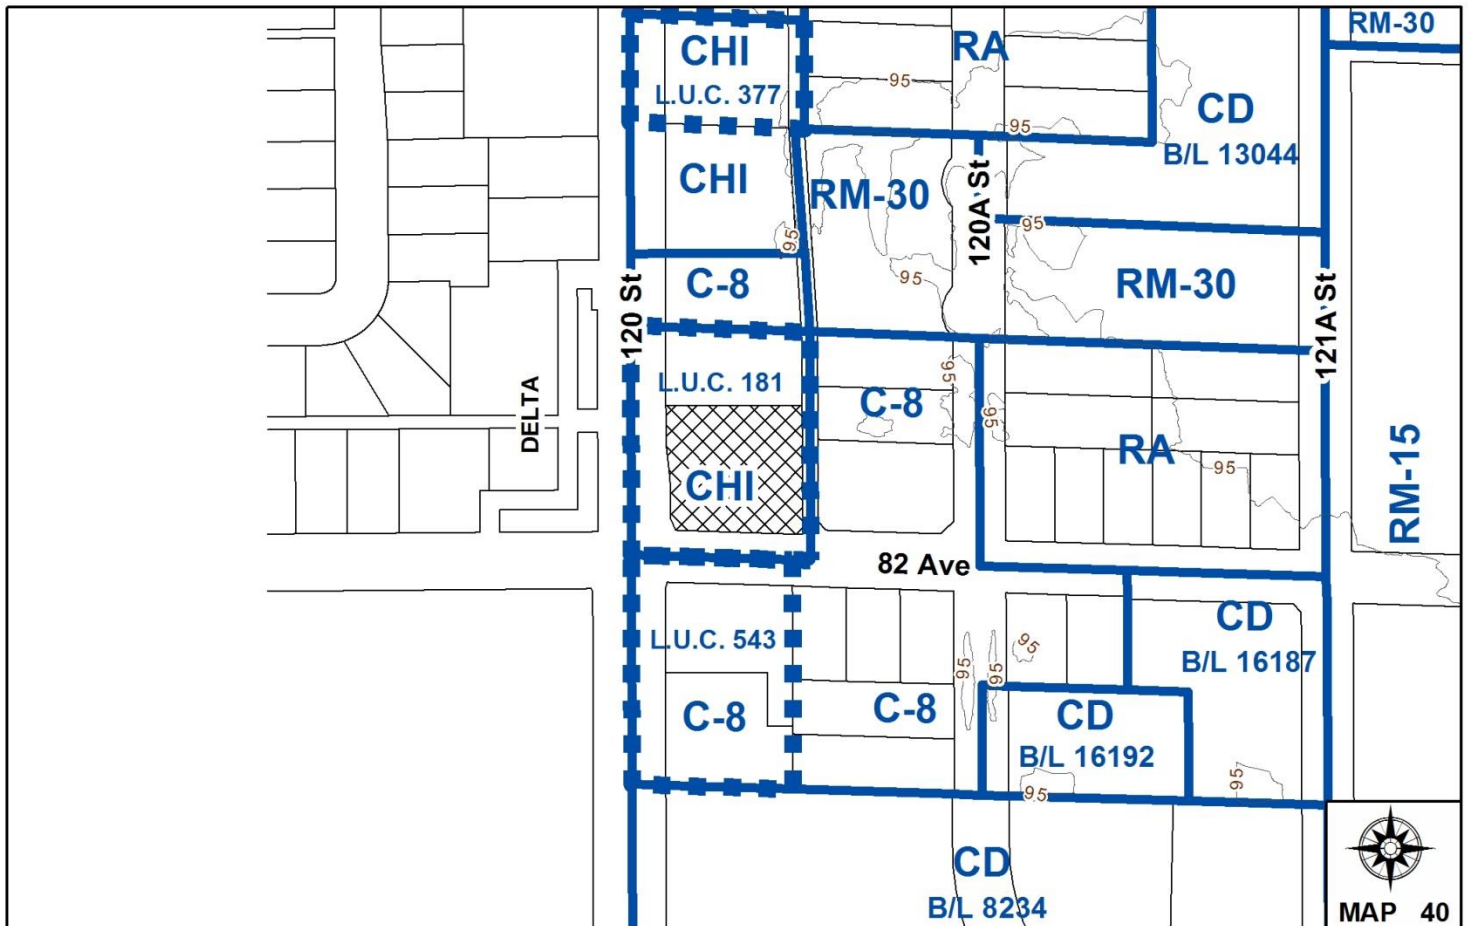 RM-30
CHI
RA
L.U.C. 377
95
CD
95
B/L 13044
CHI
RM-30
120A St
95
95
C-8
95
RM-30
120 St
121A St
L.U.C. 181
95
C-8
95
DELTA
RA
95
CHI
RM-15
82 Ave
CD
L.U.C. 543
95
B/L 16187
95
95
C-8
C-8
CD
B/L 16192
95
95
CD
B/L 8234
MAP 40